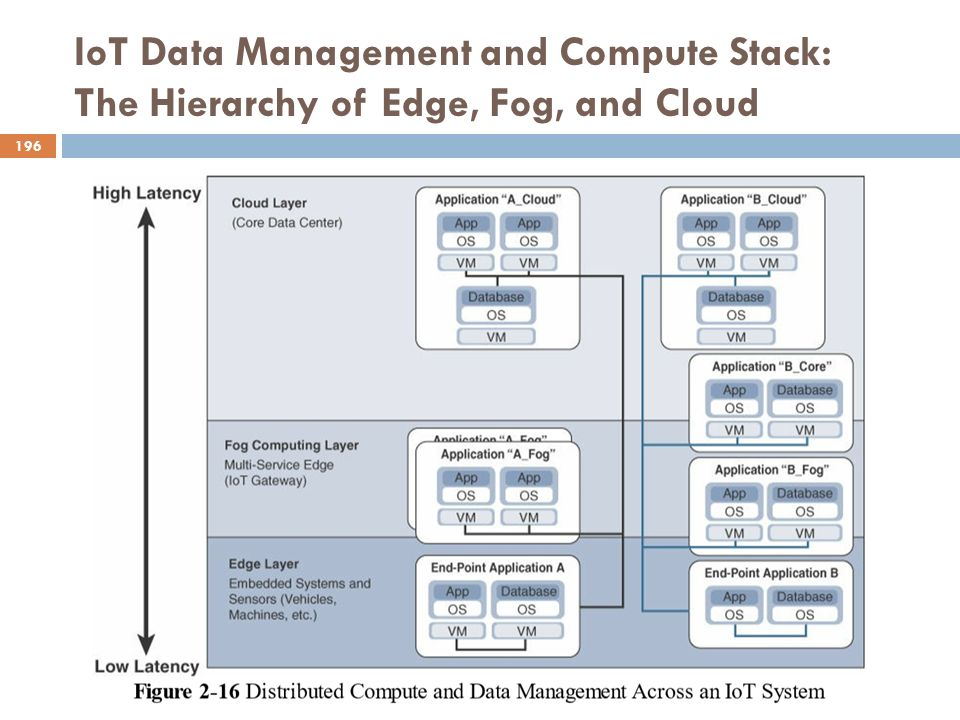 IoT Data Management and Compute Stack:
The Hierarchy of Edge, Fog, and Cloud
196
High Latency
Cloud Layer
(Core Data Center)
Application "A_Cloud"
App App
OS OS
VM VM
Database
OS
VM
Application "B_Cloud"
App App
OS OS
VM VM
Database
OS
VM
Application "B_Core"
App Database
OS OS
VM VM
Fog Computing Layer
Multi-Service Edge
(IoT Gateway)
Application "A_Fog"
Application "A_Fog"
App App
OS OS
VM VM
Application "B_Fog"
App Database
OS OS
VM VM
Edge Layer
Embedded Systems and
Sensors (Vehicles,
Machines, etc.)
End-Point Application A
App Database
OS OS
VM VM
End-Point Application B
App Database
OS OS
Low Latency
Figure 2-16 Distributed Compute and Data Management Across an IoT System